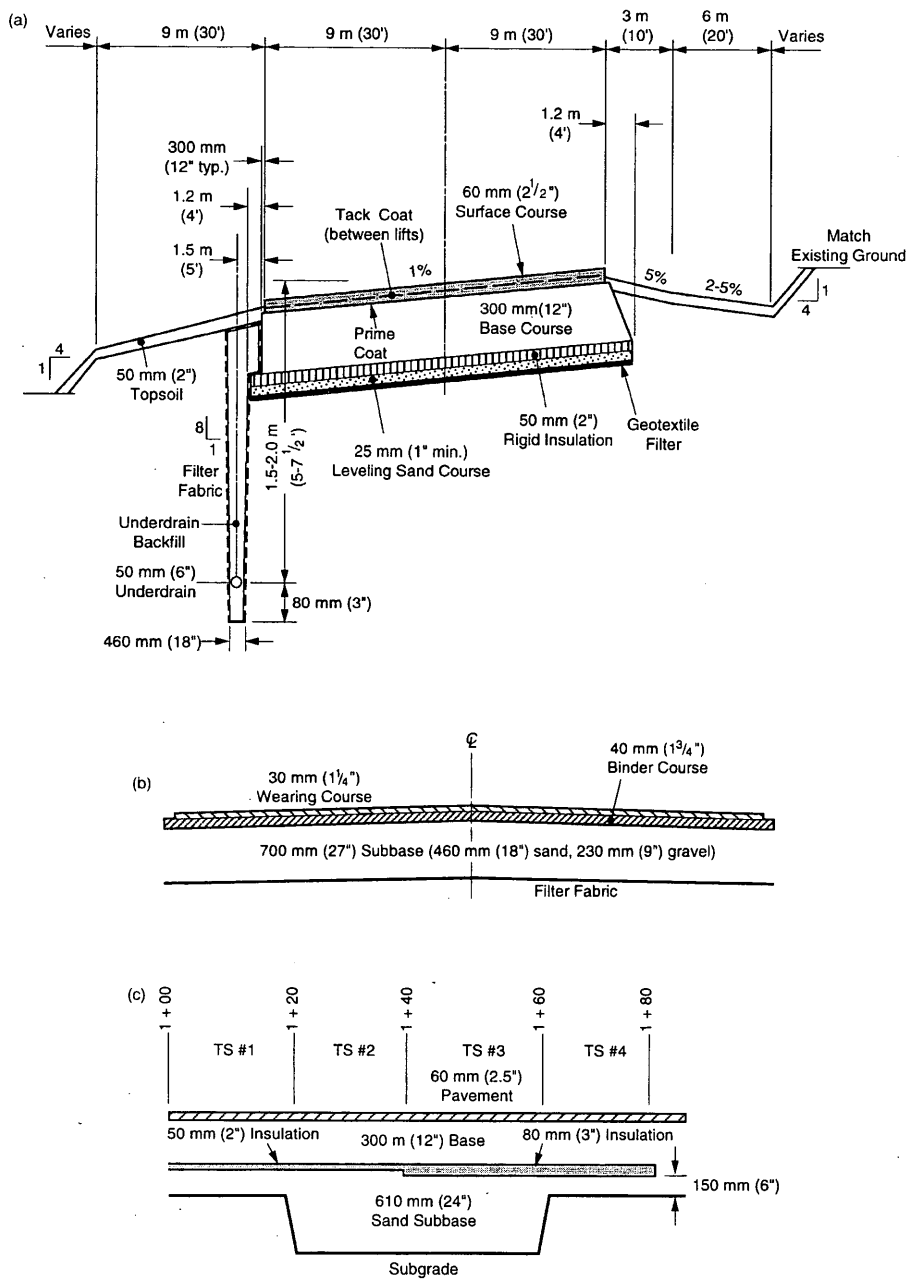 (a)
Varies
9 m (30')
9 m (30')
9 m (30')
3 m
(10')
6 m
(20')
Varies
1.2 m
(4')
300 mm
(12" typ.)
1.2 m
(4')
1.5 m
(5')
Tack Coat
(between lifts)
60 mm (2 1/2")
Surface Course
Match
Existing Ground
1%
5%
2-5%
1
4
300 mm(12")
Base Course
Prime
Coat
4
1
50 mm (2")
Topsoil
8
1
Filter
Fabric
1.5-2.0 m
(5-7 1/2')
25 mm (1" min.)
Leveling Sand Course
50 mm (2")
Rigid Insulation
Geotextile
Filter
Underdrain
Backfill
50 mm (6")
Underdrain
80 mm (3")
460 mm (18")
(b)
℄
30 mm (1 1/4")
Wearing Course
40 mm (1 3/4")
Binder Course
700 mm (27") Subbase (460 mm (18") sand, 230 mm (9") gravel)
Filter Fabric
(c)
1 + 00
1 + 20
1 + 40
1 + 60
1 + 80
TS #1
TS #2
TS #3
TS #4
60 mm (2.5")
Pavement
50 mm (2") Insulation
300 m (12") Base
80 mm (3") Insulation
150 mm (6")
610 mm (24")
Sand Subbase
Subgrade